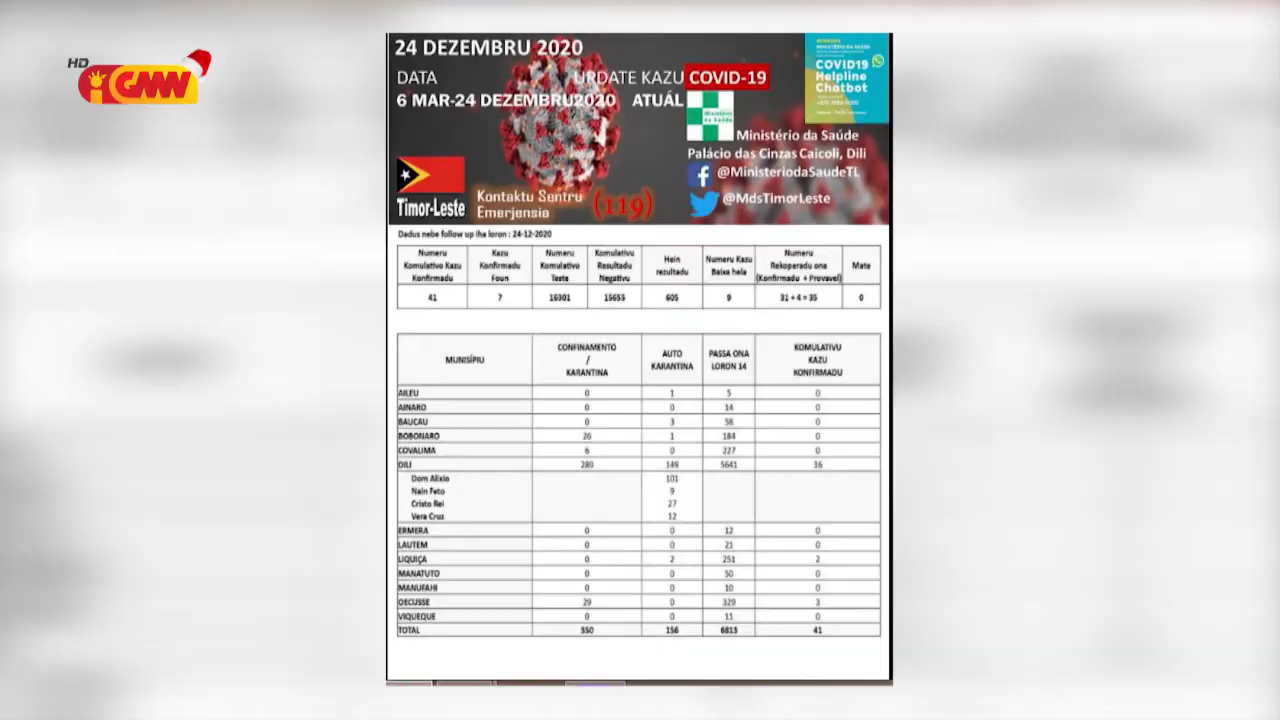 HD
GMN
24 DEZEMBRU 2020
DATA UPDATE KAZU COVID-19
6 MAR-24 DEZEMBRU2020 ATUÁL
COVID19
Helpline
Chatbot
Ministério
da Saúde
Ministério da Saúde
Palácio das Cinzas Caicoli, Dili
@MinisteriodaSaudeTL
@MdsTimorLeste
Timor-Leste
Kontaktu Sentru
Emerjensia
(119)
Dadus nebe follow up iha loron : 24-12-2020
Numeru Komulativo Kazu Konfirmadu | Kazu Konfirmadu Foun | Numeru Komulativo Teste | Komulativu Resultadu Negativu | Hein rezultadu | Numeru Kazu Baixa hela | Numeru Rekoperadu ona (Konfirmadu + Provavel) | Mate
41 | 7 | 16301 | 15655 | 605 | 9 | 31 + 4 = 35 | 0
MUNISÍPIU | CONFINAMENTO / KARANTINA | AUTO KARANTINA | PASSA ONA LORON 14 | KOMULATIVU KAZU KONFIRMADU
AILEU | 0 | 1 | 5 | 0
AINARO | 0 | 0 | 14 | 0
BAUCAU | 0 | 3 | 58 | 0
BOBONARO | 26 | 1 | 184 | 0
COVALIMA | 6 | 0 | 227 | 0
DILI | 289 | 149 | 5641 | 36
Dom Alixio | 101
Nain Feto | 9
Cristo Rei | 27
Vera Cruz | 12
ERMERA | 0 | 0 | 12 | 0
LAUTEM | 0 | 0 | 21 | 0
LIQUIÇA | 0 | 2 | 251 | 2
MANATUTO | 0 | 0 | 50 | 0
MANUFAHI | 0 | 0 | 10 | 0
OECUSSE | 29 | 0 | 329 | 3
VIQUEQUE | 0 | 0 | 11 | 0
TOTAL | 350 | 156 | 6813 | 41